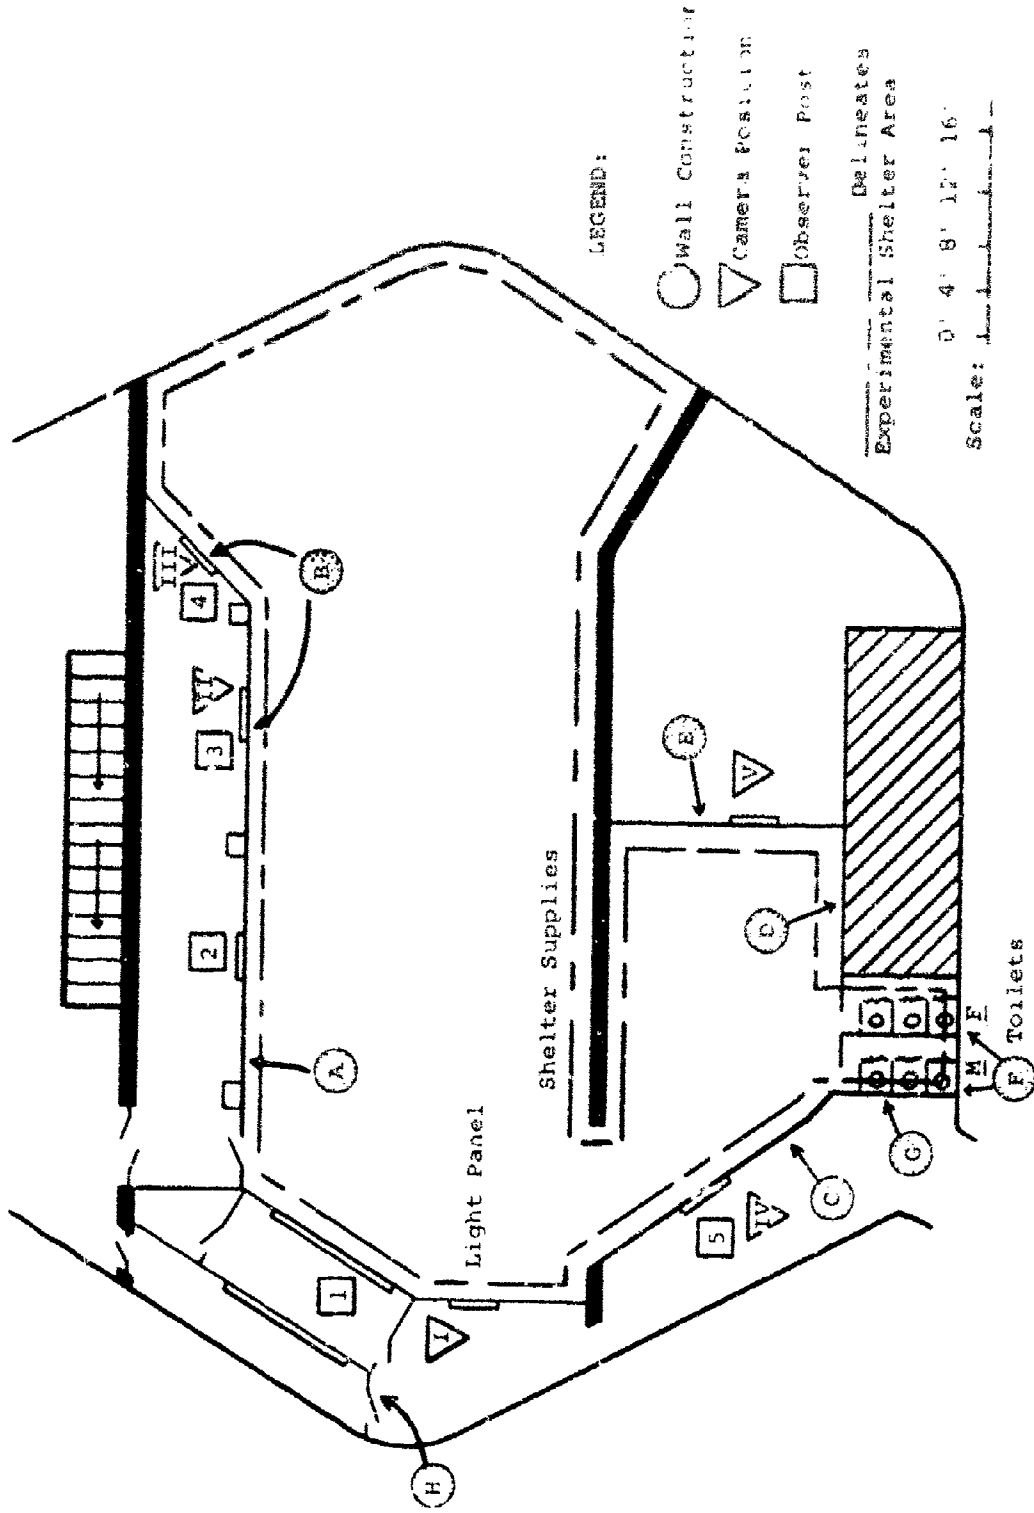 LEGEND:
Wall Construction
Camera Position
Observer Post
Delineates
Experimental Shelter Area
0' 4' 8' 12' 16'
Scale:
III
4
B
II
3
2
A
E
V
D
Shelter Supplies
Light Panel
1
I
H
5
IV
C
G
M F
F
Toilets